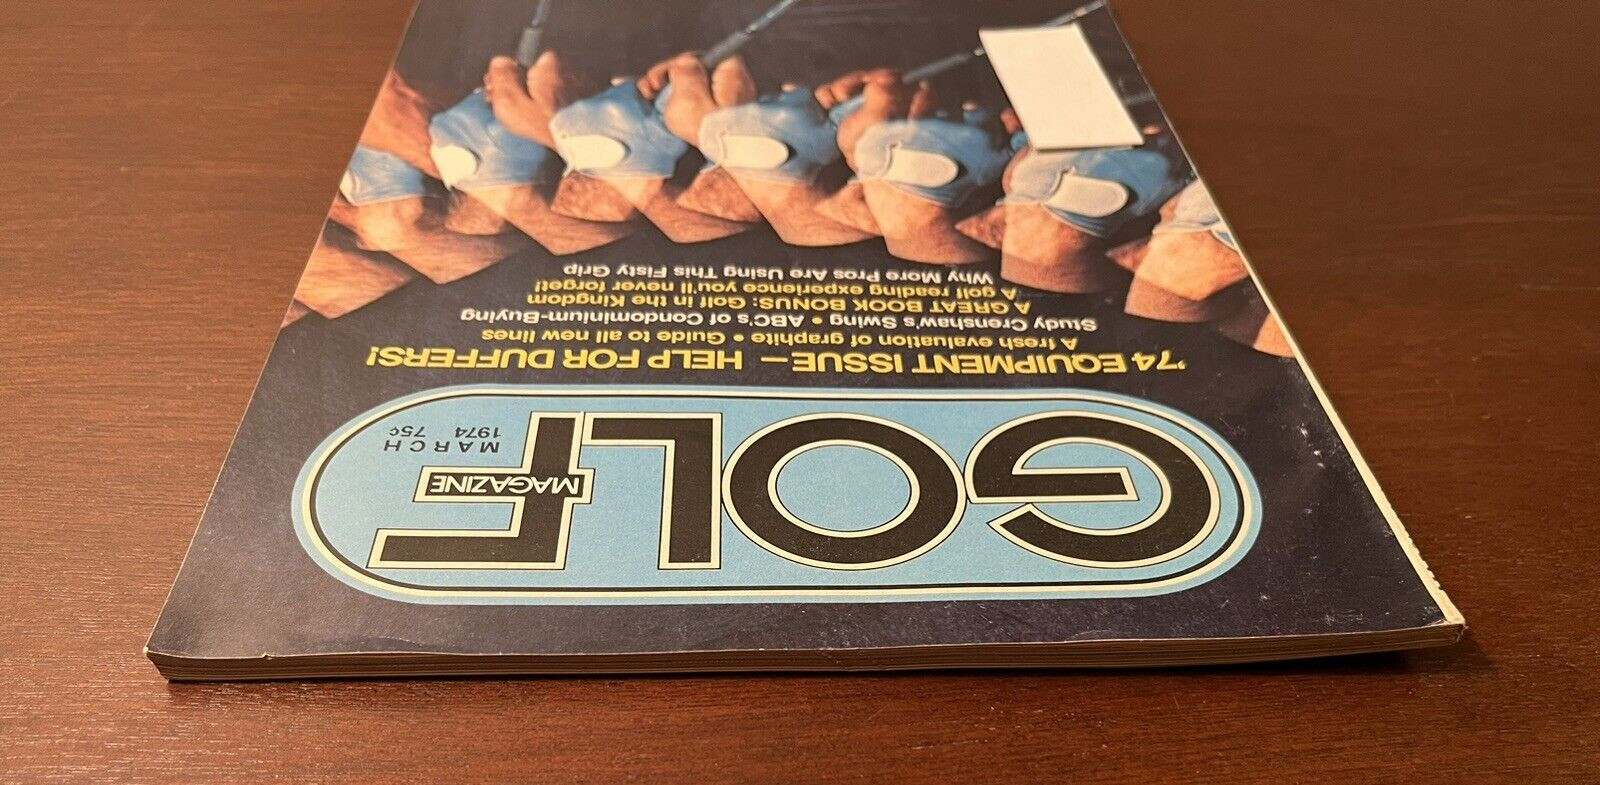 GOLF
MAGAZINE
MARCH
1974 75¢
'74 EQUIPMENT ISSUE — HELP FOR DUFFERS!
A fresh evaluation of graphite • Guide to all new lines
Study Crenshaw's Swing • ABC's of Condominium-Buying
A GREAT BOOK BONUS: Golf in the Kingdom
A golf reading experience you'll never forget!
Why More Pros Are Using This Fisty Grip